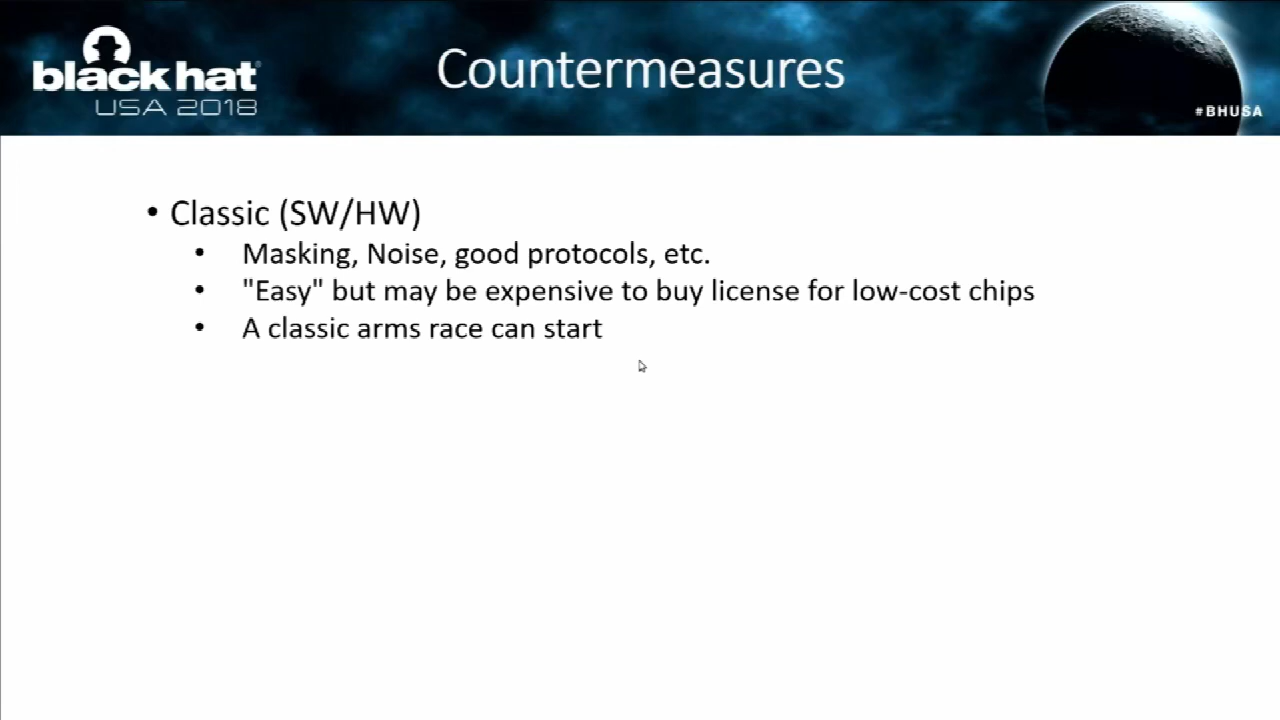 black hat
USA 2018
Countermeasures
#BHUSA
• Classic (SW/HW)
• Masking, Noise, good protocols, etc.
• "Easy" but may be expensive to buy license for low-cost chips
• A classic arms race can start